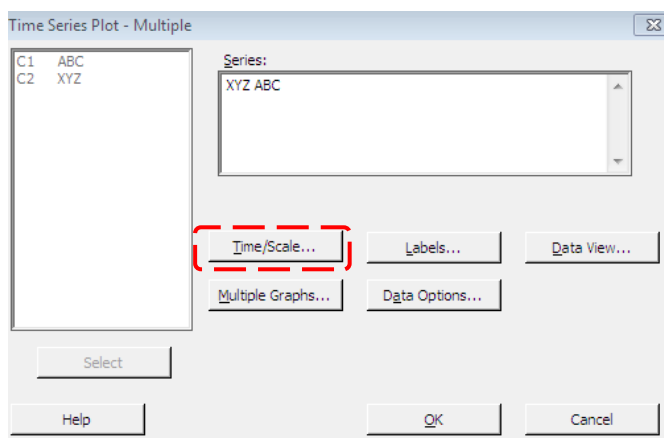 Time Series Plot - Multiple
C1 ABC
C2 XYZ
Series:
XYZ ABC
Time/Scale...
Labels...
Data View...
Multiple Graphs...
Data Options...
Select
Help
OK
Cancel